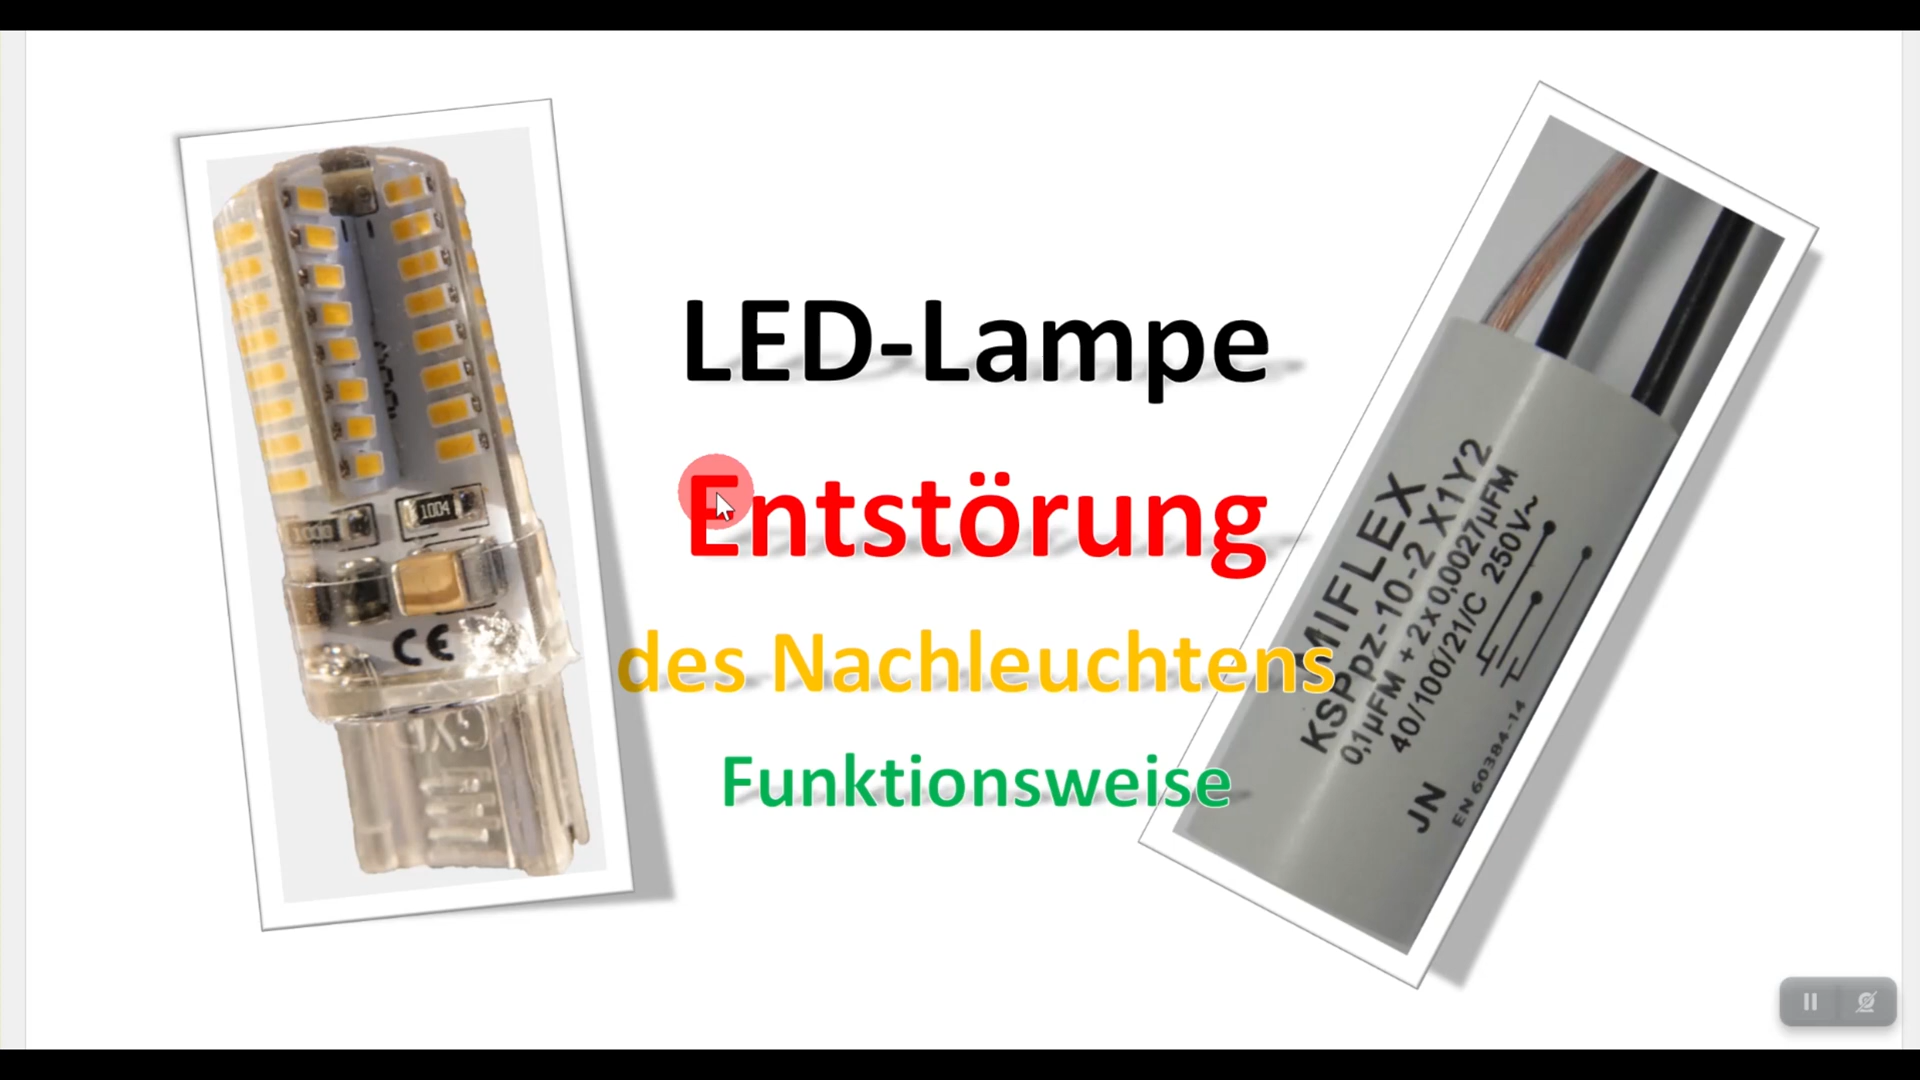 LED-Lampe
Entstörung
des Nachleuchtens
Funktionsweise
1004
CE
MIFLEX
KSPpz-10-2 X1Y2
0,1µFM + 2x0,0027µFM
40/100/21/C 250V~
JN
EN 60384-14